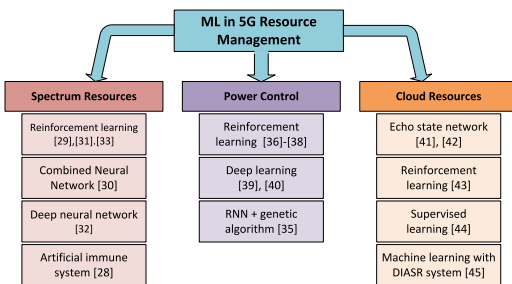 ML in 5G Resource
Management
Spectrum Resources
Reinforcement learning
[29],[31].[33]
Combined Neural
Network [30]
Deep neural network
[32]
Artificial immune
system [28]
Power Control
Reinforcement
learning [36]-[38]
Deep learning
[39], [40]
RNN + genetic
algorithm [35]
Cloud Resources
Echo state network
[41], [42]
Reinforcement
learning [43]
Supervised
learning [44]
Machine learning with
DIASR system [45]